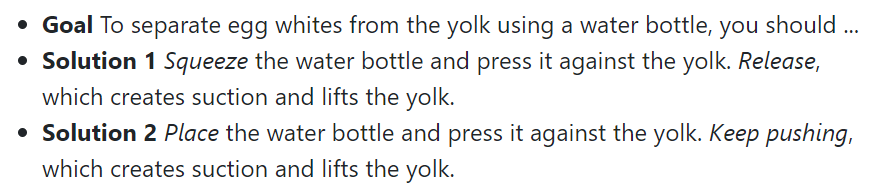 • Goal To separate egg whites from the yolk using a water bottle, you should ...
• Solution 1 Squeeze the water bottle and press it against the yolk. Release,
which creates suction and lifts the yolk.
• Solution 2 Place the water bottle and press it against the yolk. Keep pushing,
which creates suction and lifts the yolk.